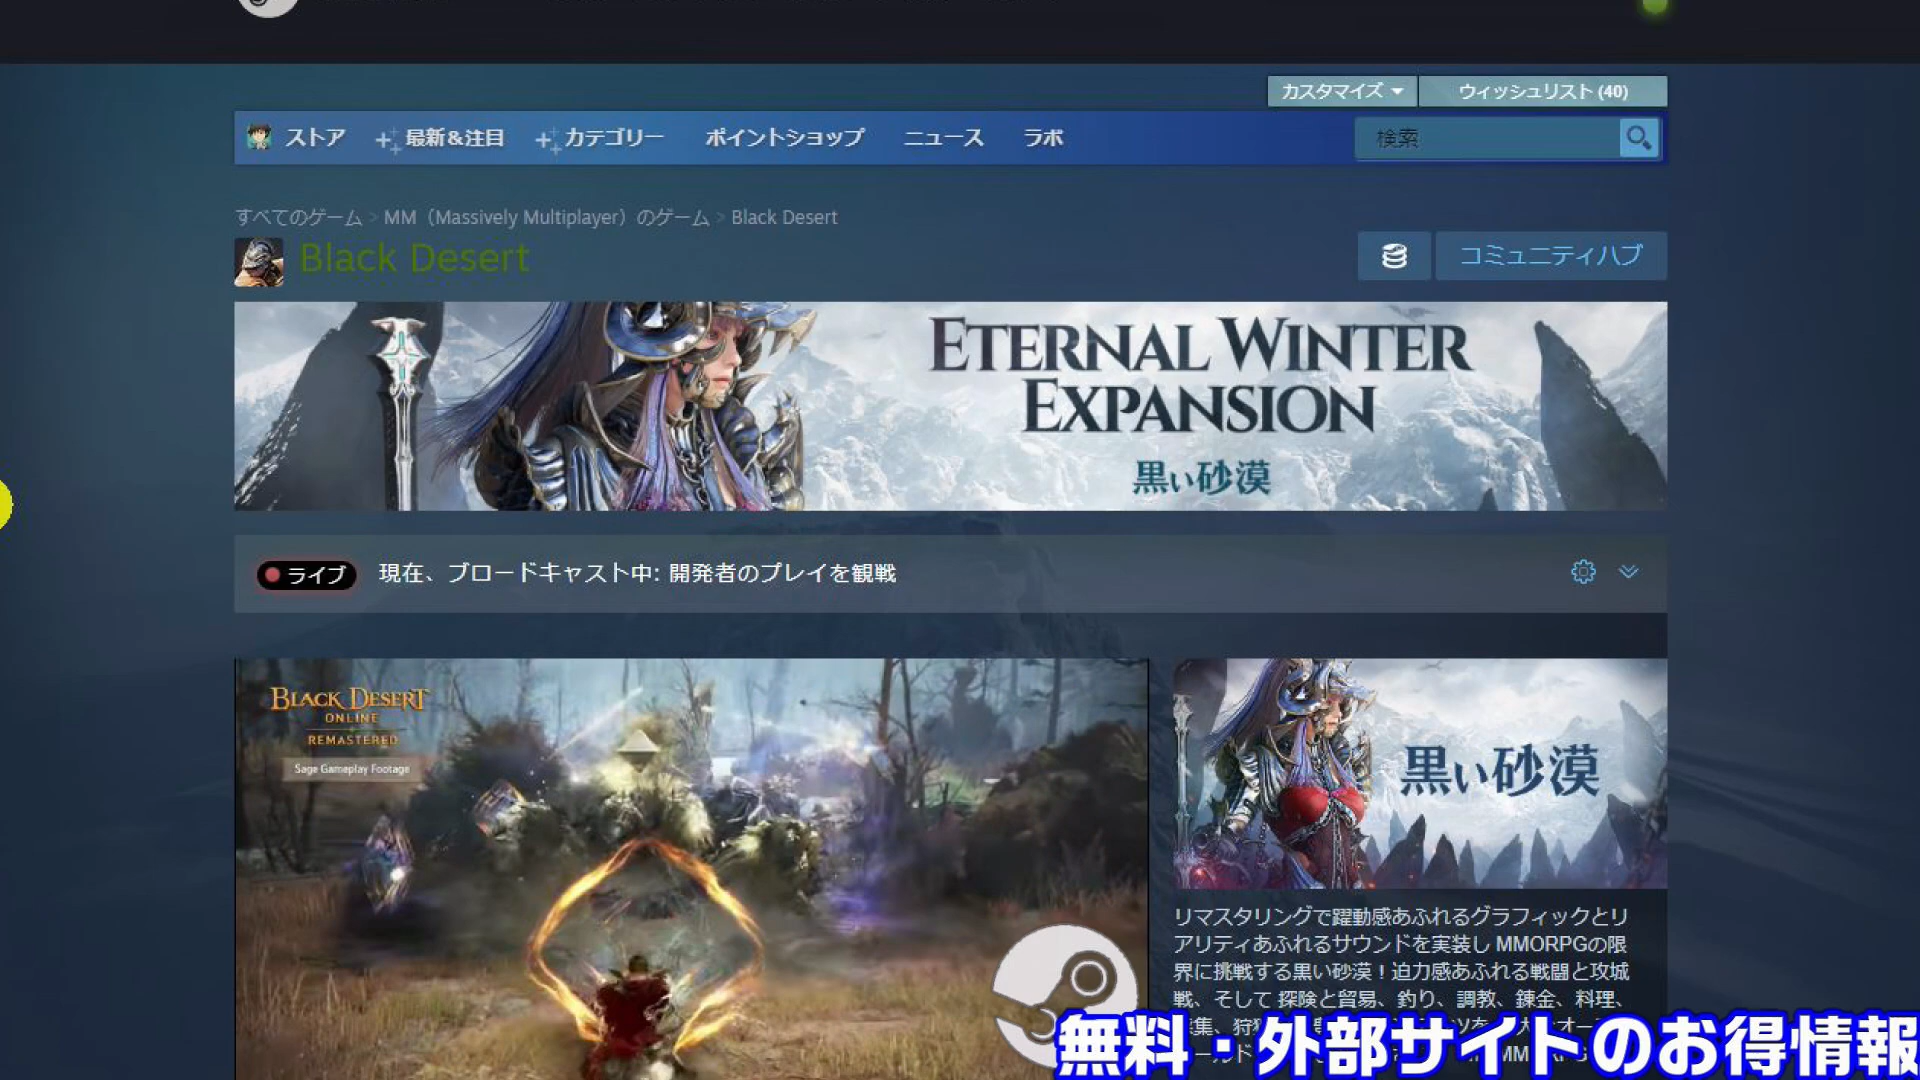 カスタマイズ
ウィッシュリスト (40)
ストア
最新&注目
カテゴリー
ポイントショップ
ニュース
ラボ
検索
すべてのゲーム > MM（Massively Multiplayer）のゲーム > Black Desert
Black Desert
コミュニティハブ
ETERNAL WINTER
EXPANSION
黒い砂漠
ライブ
現在、ブロードキャスト中: 開発者のプレイを観戦
BLACK DESERT
ONLINE
REMASTERED
Sage Gameplay Footage
黒い砂漠
リマスタリングで躍動感あふれるグラフィックとリ
アリティあふれるサウンドを実装し MMORPGの限
界に挑戦する黒い砂漠！迫力感あふれる戦闘と攻城
戦、そして 探険と貿易、釣り、調教、錬金、料理、
無料・外部サイトのお得情報